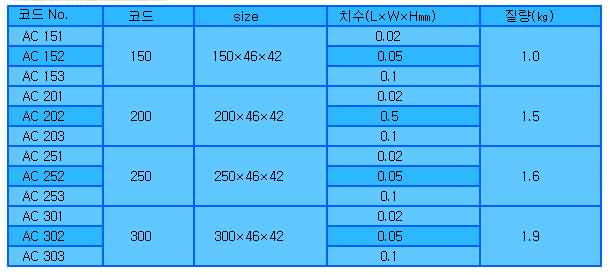 코드 No. 코드 size 치수(L×W×Hmm) 질량(㎏)
AC 151 0.02
AC 152 150 150×46×42 0.05 1.0
AC 153 0.1
AC 201 0.02
AC 202 200 200×46×42 0.5 1.5
AC 203 0.1
AC 251 0.02
AC 252 250 250×46×42 0.05 1.6
AC 253 0.1
AC 301 0.02
AC 302 300 300×46×42 0.05 1.9
AC 303 0.1